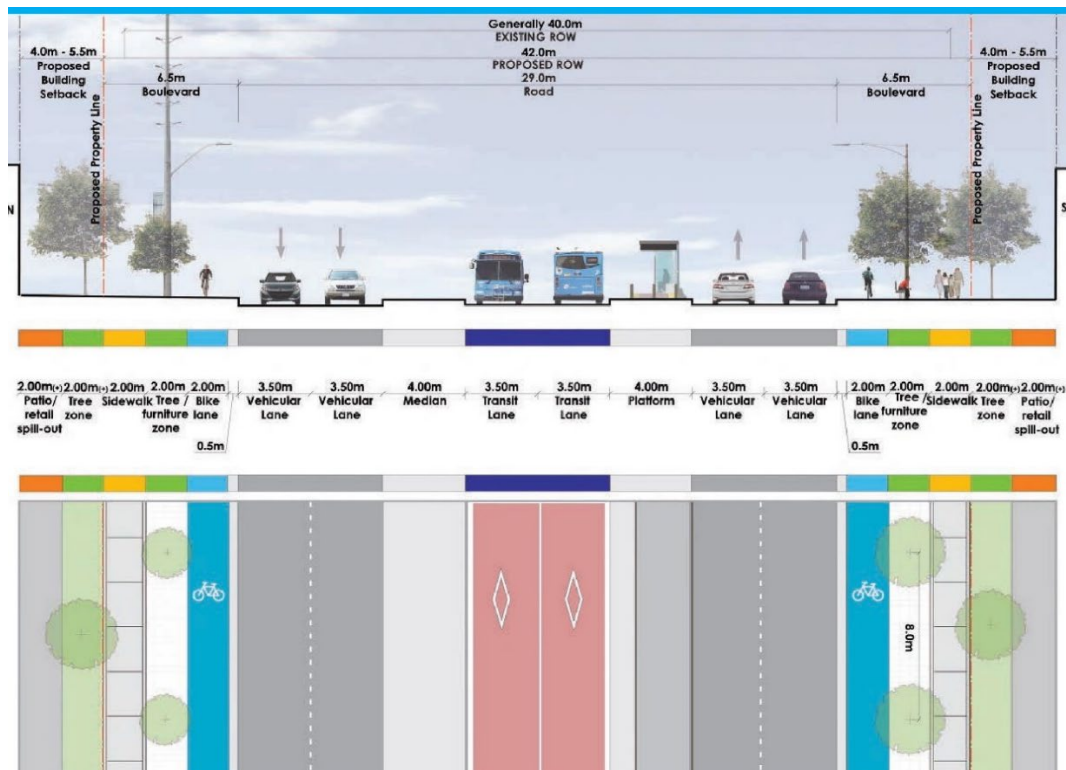 Generally 40.0m
EXISTING ROW
42.0m
PROPOSED ROW
29.0m
Road
4.0m - 5.5m
Proposed
Building
Setback
Proposed Property Line
6.5m
Boulevard
6.5m
Boulevard
Proposed Property Line
4.0m - 5.5m
Proposed
Building
Setback
N
S
2.00m(+) 2.00m(+) 2.00m 2.00m 2.00m 3.50m 3.50m 4.00m 3.50m 3.50m 4.00m 3.50m 3.50m 2.00m 2.00m 2.00m 2.00m(+) 2.00m(+)
Patio/
retail
spill-out
Tree
zone
Sidewalk
Tree /
furniture
zone
Bike
lane
0.5m
Vehicular
Lane
Vehicular
Lane
Median
Transit
Lane
Transit
Lane
Platform
Vehicular
Lane
Vehicular
Lane
Bike
lane
0.5m
Tree /
furniture
zone
Sidewalk
Tree
zone
Patio/
retail
spill-out
8.0m